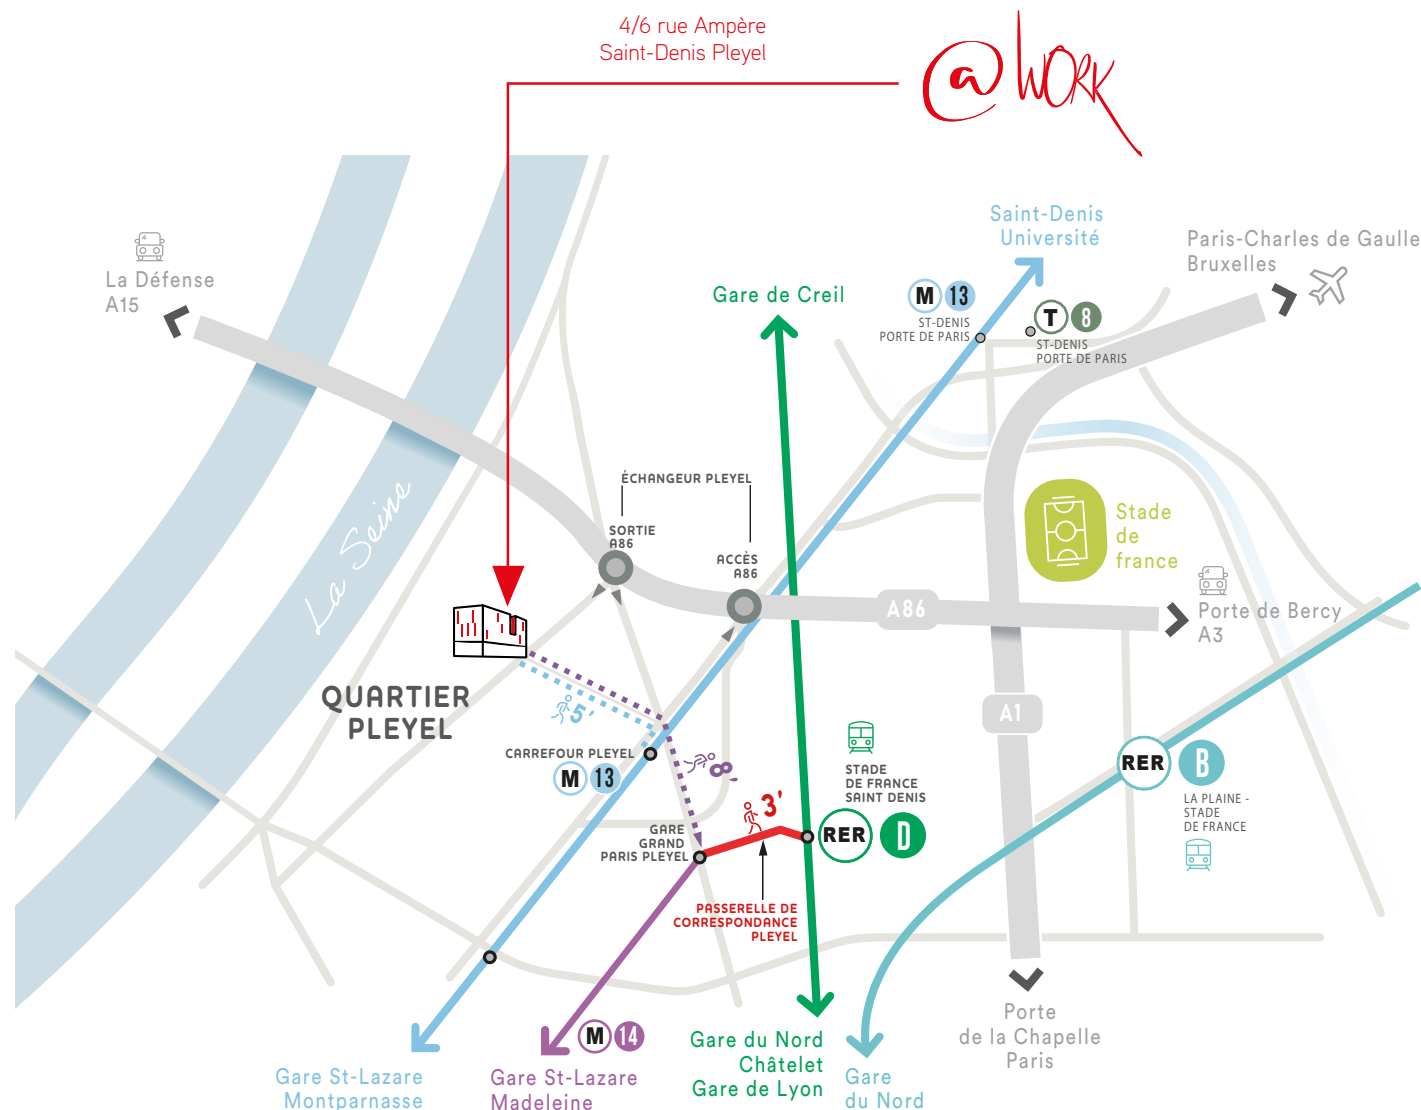 4/6 rue Ampère
Saint-Denis Pleyel
@WORK
Saint-Denis
Université
Paris-Charles de Gaulle
Bruxelles
La Défense
A15
Gare de Creil
M 13
ST-DENIS
PORTE DE PARIS
T 8
ST-DENIS
PORTE DE PARIS
ÉCHANGEUR PLEYEL
SORTIE
A86
ACCÈS
A86
La Seine
Stade
de
france
A86
Porte de Bercy
A3
QUARTIER
PLEYEL
5'
A1
CARREFOUR PLEYEL
M 13
8'
STADE
DE FRANCE
SAINT DENIS
RER B
LA PLAINE -
STADE
DE FRANCE
3'
RER D
GARE
GRAND
PARIS PLEYEL
PASSERELLE DE
CORRESPONDANCE
PLEYEL
M 14
Gare St-Lazare
Montparnasse
Gare St-Lazare
Madeleine
Gare du Nord
Châtelet
Gare de Lyon
Gare
du Nord
Porte
de la Chapelle
Paris